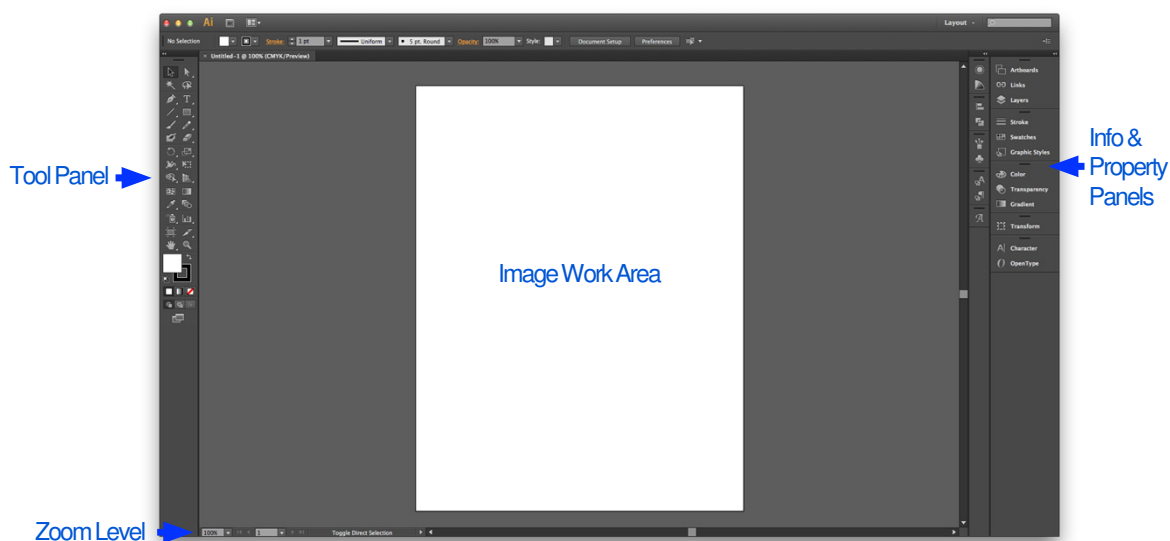 Ai
Layout
No Selection Stroke: 1 pt Uniform 5 pt. Round Opacity: 100% Style: Document Setup Preferences
× Untitled-1 @ 100% (CMYK/Preview)
Artboards
Links
Layers
Stroke
Swatches
Graphic Styles
Color
Transparency
Gradient
Transform
Character
OpenType
Tool Panel
Info &
Property
Panels
Image Work Area
Zoom Level
100% 1 Toggle Direct Selection